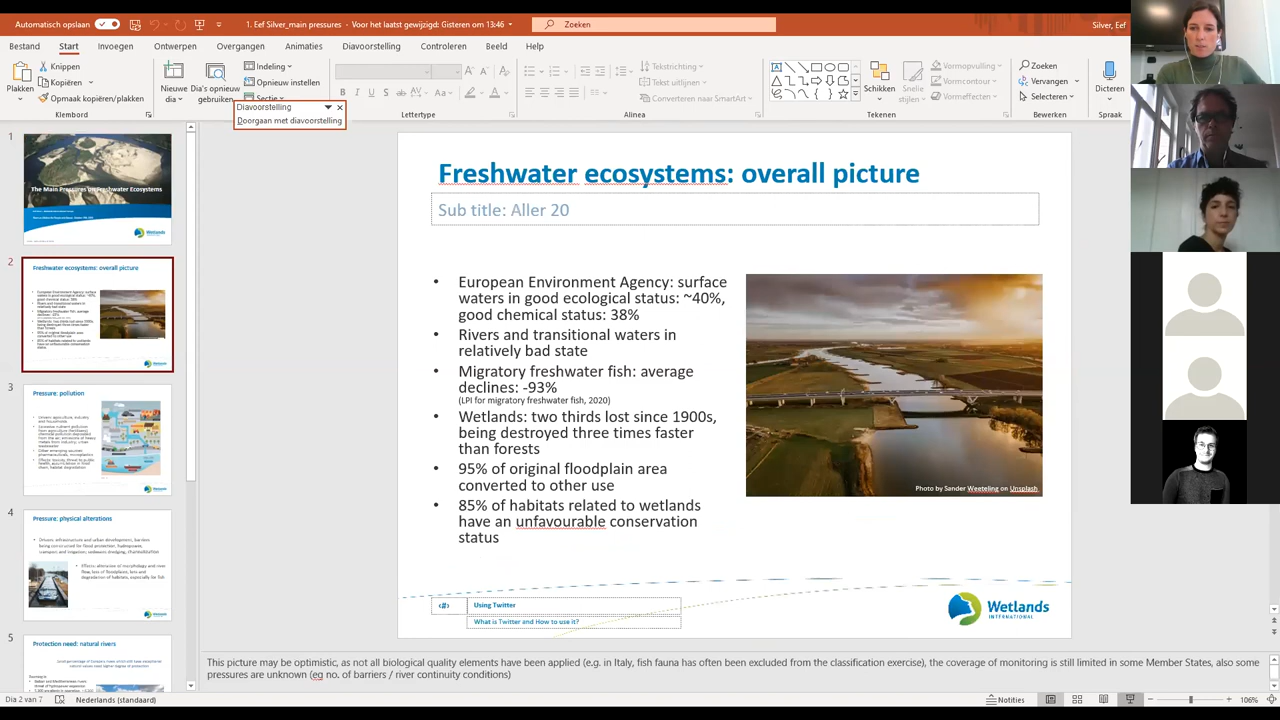 Automatisch opslaan
1. Eef Silver_main pressures • Voor het laatst gewijzigd: Gisteren om 13:46
Zoeken
Silver, Eef
Bestand Start Invoegen Ontwerpen Overgangen Animaties Diavoorstelling Controleren Beeld Help
Plakken
Knippen
Kopiëren
Opmaak kopiëren/plakken
Klembord
Nieuwe dia
Dia's opnieuw gebruiken
Indeling
Opnieuw instellen
Sectie
Diavoorstelling
Doorgaan met diavoorstelling
Lettertype
Tekstrichting
Tekst uitlijnen
Converteren naar SmartArt
Alinea
Schikken
Snelle stijlen
Vormopvulling
Vormcontour
Vormeffecten
Tekenen
Zoeken
Vervangen
Selecteren
Bewerken
Dicteren
Spraak
1
The Main Pressures on Freshwater Ecosystems
Wetlands
2
Freshwater ecosystems: overall picture
3
Pressure: pollution
4
Pressure: physical alterations
5
Protection need: natural rivers
Freshwater ecosystems: overall picture
Sub title: Aller 20
• European Environment Agency: surface
waters in good ecological status: ~40%,
good chemical status: 38%
• Rivers and transitional waters in
relatively bad state
• Migratory freshwater fish: average
declines: -93%
(LPI for migratory freshwater fish, 2020)
• Wetlands: two thirds lost since 1900s,
being destroyed three times faster
than forests
• 95% of original floodplain area
converted to other use
• 85% of habitats related to wetlands
have an unfavourable conservation
status
Photo by Sander Weeteling on Unsplash
‹#›
Using Twitter
What is Twitter and How to use it?
Wetlands
INTERNATIONAL
This picture may be optimistic, as not all biological quality elements have been applied (e.g. in Italy, fish fauna has often been excluded from the classification exercise), the coverage of monitoring is still limited in some Member States, also some
pressures are unknown (eg no. of barriers / river continuity conditions)
Dia 2 van 7
Nederlands (standaard)
Notities
106%